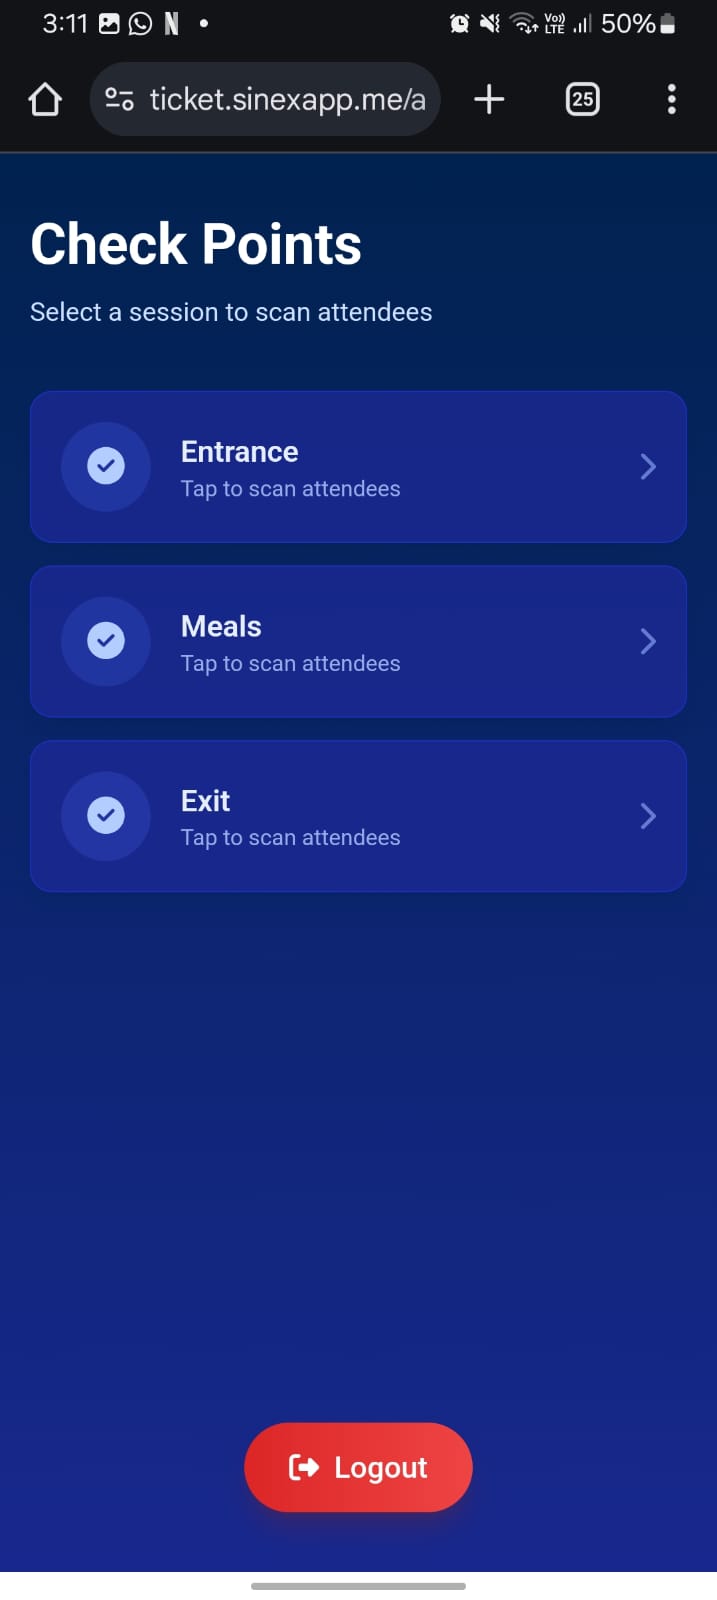 3:11
Vo)) LTE 50%
ticket.sinexapp.me/a
25
Check Points
Select a session to scan attendees
Entrance
Tap to scan attendees
Meals
Tap to scan attendees
Exit
Tap to scan attendees
Logout